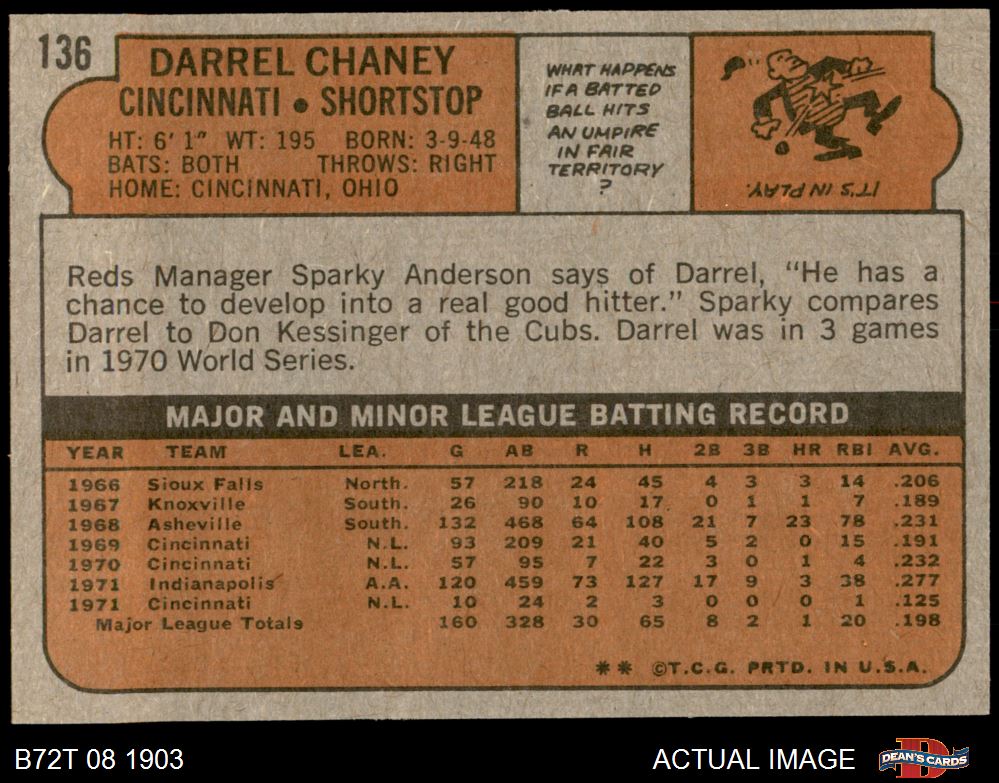 136
DARREL CHANEY
CINCINNATI • SHORTSTOP
HT: 6' 1" WT: 195 BORN: 3-9-48
BATS: BOTH THROWS: RIGHT
HOME: CINCINNATI, OHIO
WHAT HAPPENS
IF A BATTED
BALL HITS
AN UMPIRE
IN FAIR
TERRITORY
?
IT'S IN PLAY.
Reds Manager Sparky Anderson says of Darrel, “He has a
chance to develop into a real good hitter.” Sparky compares
Darrel to Don Kessinger of the Cubs. Darrel was in 3 games
in 1970 World Series.
MAJOR AND MINOR LEAGUE BATTING RECORD
YEAR TEAM LEA. G AB R H 2B 3B HR RBI AVG.
1966 Sioux Falls North. 57 218 24 45 4 3 3 14 .206
1967 Knoxville South. 26 90 10 17 0 1 1 7 .189
1968 Asheville South. 132 468 64 108 21 7 23 78 .231
1969 Cincinnati N.L. 93 209 21 40 5 2 0 15 .191
1970 Cincinnati N.L. 57 95 7 22 3 0 1 4 .232
1971 Indianapolis A.A. 120 459 73 127 17 9 3 38 .277
1971 Cincinnati N.L. 10 24 2 3 0 0 0 1 .125
Major League Totals 160 328 30 65 8 2 1 20 .198
** ©T.C.G. PRTD. IN U.S.A.
B72T 08 1903 ACTUAL IMAGE DEAN'S CARDS